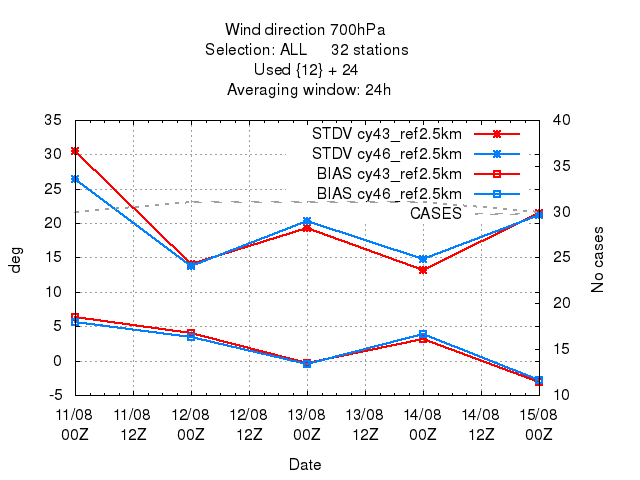 Wind direction 700hPa
Selection: ALL 32 stations
Used {12} + 24
Averaging window: 24h
35 40
STDV cy43_ref2.5km
30 35
STDV cy46_ref2.5km
25 BIAS cy43_ref2.5km
BIAS cy46_ref2.5km
20 CASES 30
deg
15 25
No cases
10
5 20
0 15
-5 10
11/08 11/08 12/08 12/08 13/08 13/08 14/08 14/08 15/08
00Z 12Z 00Z 12Z 00Z 12Z 00Z 12Z 00Z
Date